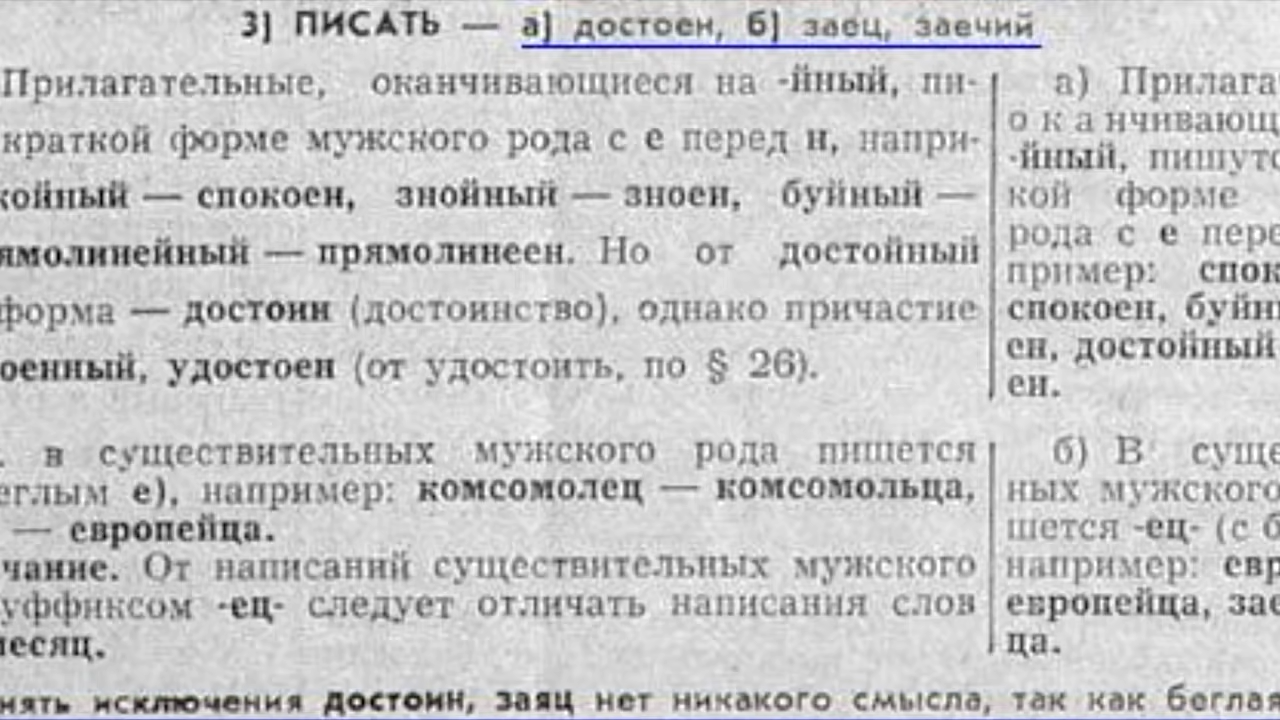 3) ПИСАТЬ — а) достоен, б) заец, заечий
Прилагательные, оканчивающиеся на -йный, пи-
краткой форме мужского рода с е перед н, напри-
койный — спокоен, знойный — зноен, буйный —
ямолинейный — прямолинеен. Но от достойный
форма — достоин (достоинство), однако причастие
оенный, удостоен (от удостоить, по § 26).
а) Прилага
оканчивающ
-йный, пишутс
кой форме
рода с е пере
пример: спок
спокоен, буйн
ен, достойный
ен.
. в существительных мужского рода пишется
еглым е), например: комсомолец — комсомольца,
— европейца.
чание. От написаний существительных мужского
уффиксом -ец- следует отличать написания слов
месяц.
б) В суще
ных мужского
шется -ец- (с б
например: евр
европейца, зае
ца.
нять исключения достоин, заяц нет никакого смысла, так как беглая